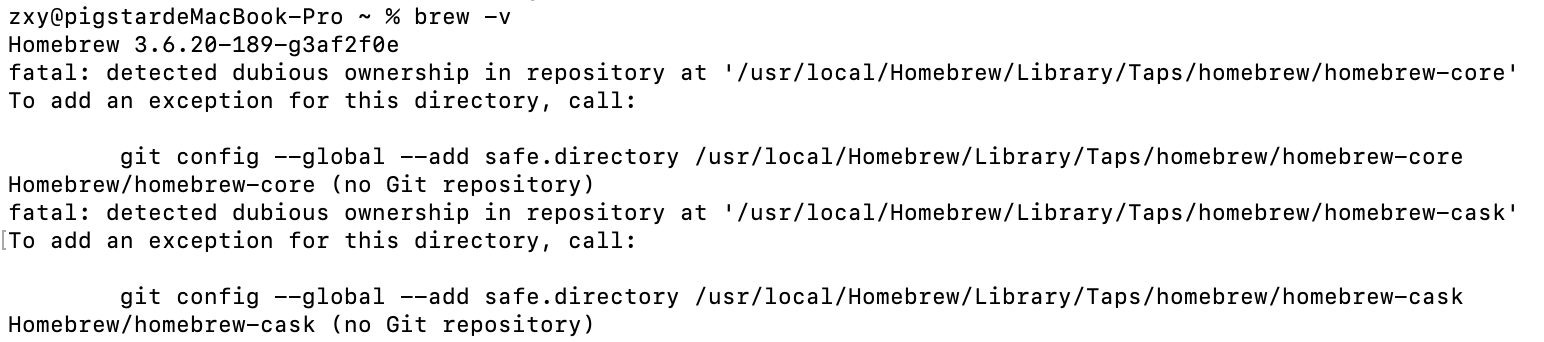 zxy@pigstardeMacBook-Pro ~ % brew -v
Homebrew 3.6.20-189-g3af2f0e
fatal: detected dubious ownership in repository at '/usr/local/Homebrew/Library/Taps/homebrew/homebrew-core'
To add an exception for this directory, call:

	git config --global --add safe.directory /usr/local/Homebrew/Library/Taps/homebrew/homebrew-core
Homebrew/homebrew-core (no Git repository)
fatal: detected dubious ownership in repository at '/usr/local/Homebrew/Library/Taps/homebrew/homebrew-cask'
[To add an exception for this directory, call:

	git config --global --add safe.directory /usr/local/Homebrew/Library/Taps/homebrew/homebrew-cask
Homebrew/homebrew-cask (no Git repository)